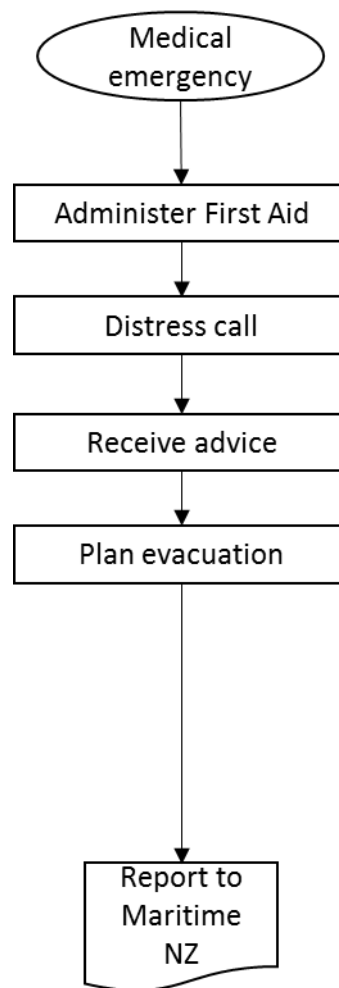 Medical
emergency
Administer First Aid
Distress call
Receive advice
Plan evacuation
Report to
Maritime
NZ